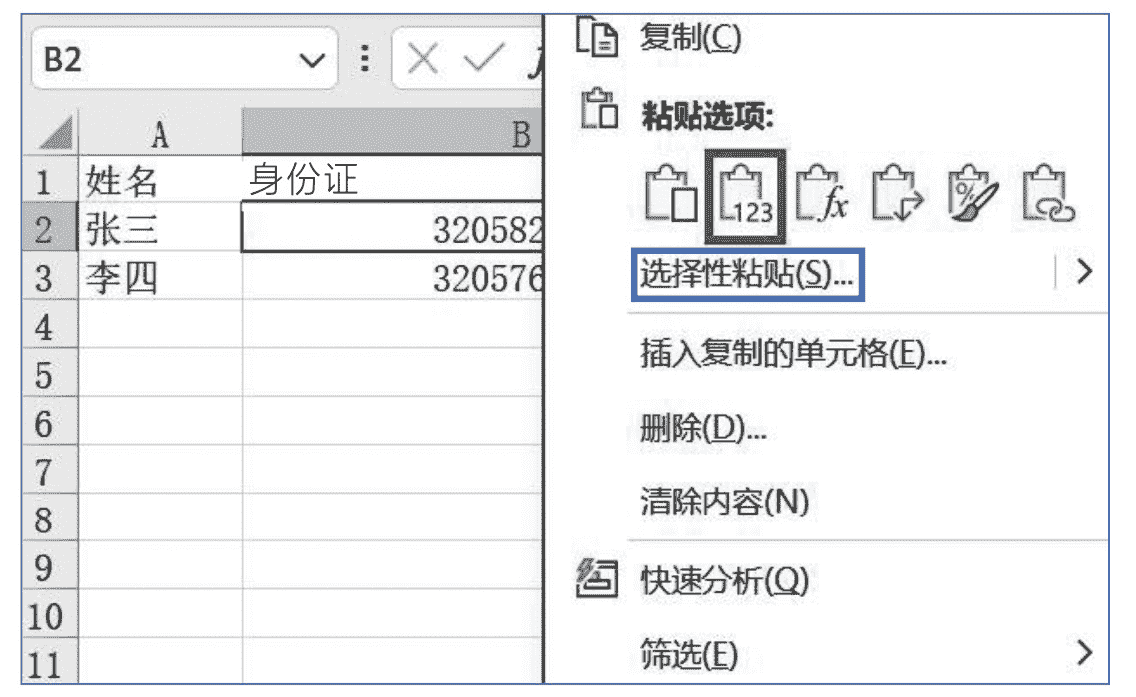 B2
A B
1 姓名 身份证
2 张三 320582
3 李四 320576
4
5
6
7
8
9
10
11
复制(C)
粘贴选项:
123 fx %
选择性粘贴(S)...
插入复制的单元格(E)...
删除(D)...
清除内容(N)
快速分析(Q)
筛选(E)